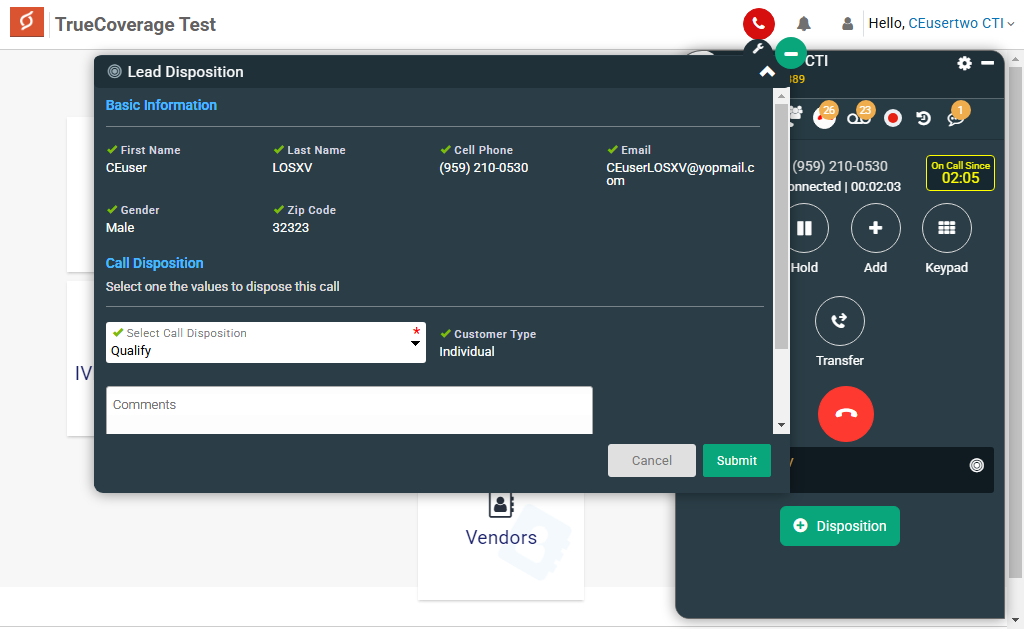 TrueCoverage Test
Hello, CEusertwo CTI
Lead Disposition
Basic Information
First Name
CEuser
Last Name
LOSXV
Cell Phone
(959) 210-0530
Email
CEuserLOSXV@yopmail.c
om
Gender
Male
Zip Code
32323
Call Disposition
Select one the values to dispose this call
Select Call Disposition *
Qualify
Customer Type
Individual
Comments
Cancel
Submit
CTI
389
26
23
1
(959) 210-0530
onnected | 00:02:03
On Call Since
02:05
Hold
Add
Keypad
Transfer
Disposition
IV
Vendors